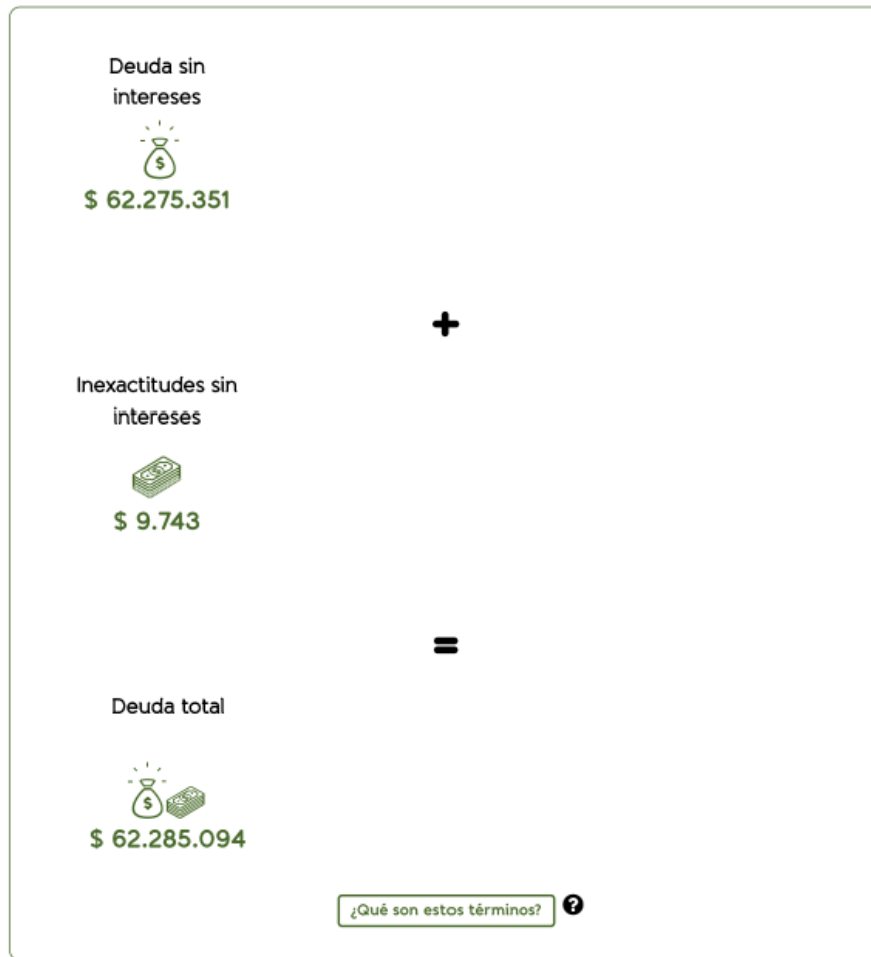 Deuda sin
intereses
$
$ 62.275.351
+
Inexactitudes sin
intereses
$ 9.743
=
Deuda total
$
$ 62.285.094
¿Qué son estos términos? ?